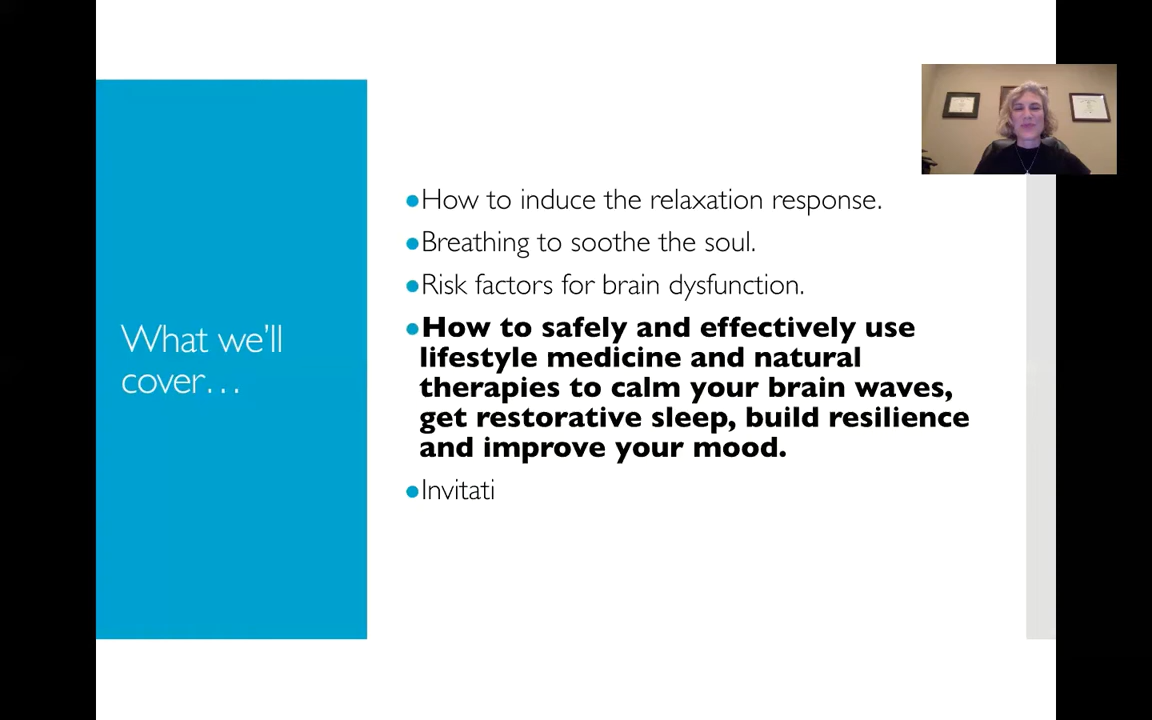 What we'll
cover...
●How to induce the relaxation response.
●Breathing to soothe the soul.
●Risk factors for brain dysfunction.
●How to safely and effectively use
lifestyle medicine and natural
therapies to calm your brain waves,
get restorative sleep, build resilience
and improve your mood.
●Invitati